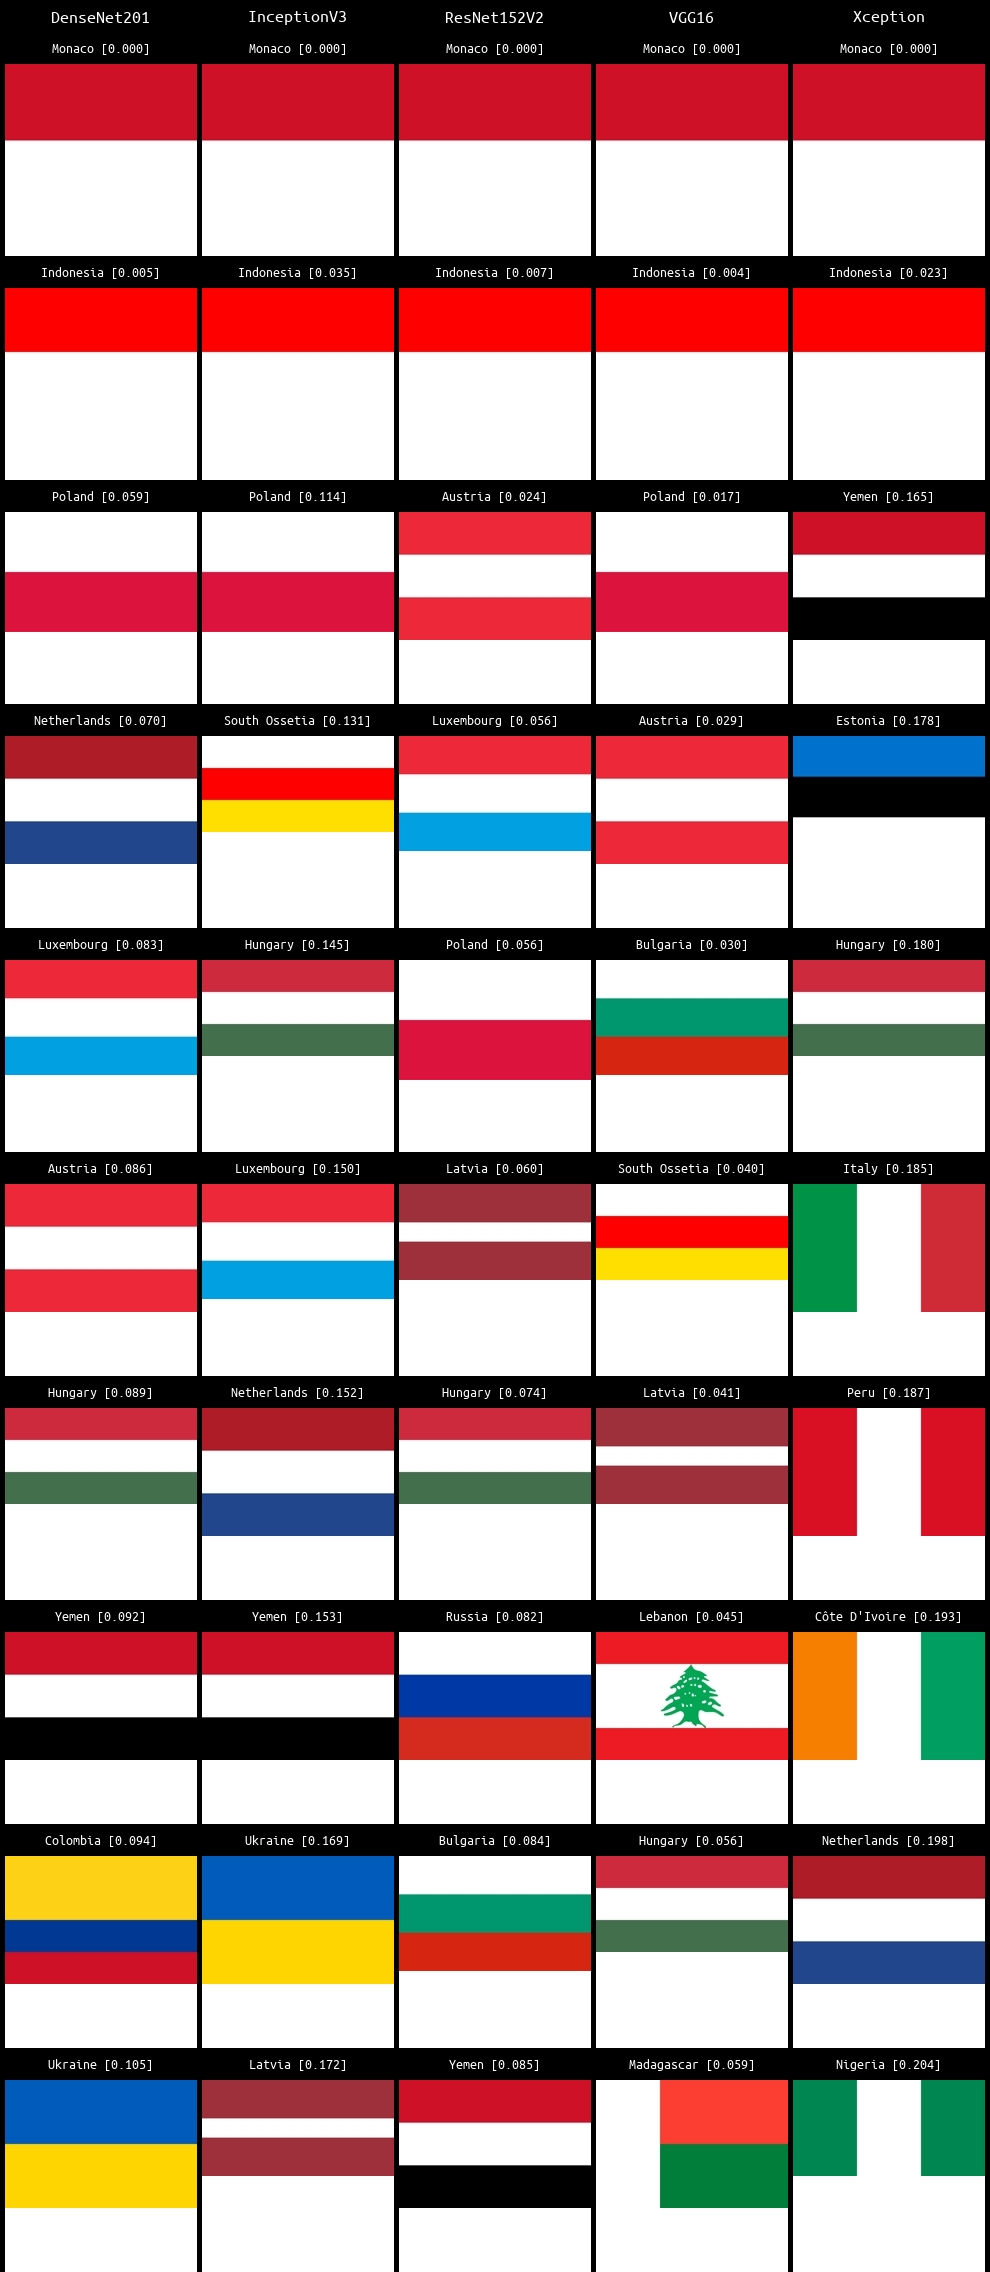 DenseNet201 InceptionV3 ResNet152V2 VGG16 Xception
Monaco [0.000] Monaco [0.000] Monaco [0.000] Monaco [0.000] Monaco [0.000]
Indonesia [0.005] Indonesia [0.035] Indonesia [0.007] Indonesia [0.004] Indonesia [0.023]
Poland [0.059] Poland [0.114] Austria [0.024] Poland [0.017] Yemen [0.165]
Netherlands [0.070] South Ossetia [0.131] Luxembourg [0.056] Austria [0.029] Estonia [0.178]
Luxembourg [0.083] Hungary [0.145] Poland [0.056] Bulgaria [0.030] Hungary [0.180]
Austria [0.086] Luxembourg [0.150] Latvia [0.060] South Ossetia [0.040] Italy [0.185]
Hungary [0.089] Netherlands [0.152] Hungary [0.074] Latvia [0.041] Peru [0.187]
Yemen [0.092] Yemen [0.153] Russia [0.082] Lebanon [0.045] Côte D'Ivoire [0.193]
Colombia [0.094] Ukraine [0.169] Bulgaria [0.084] Hungary [0.056] Netherlands [0.198]
Ukraine [0.105] Latvia [0.172] Yemen [0.085] Madagascar [0.059] Nigeria [0.204]